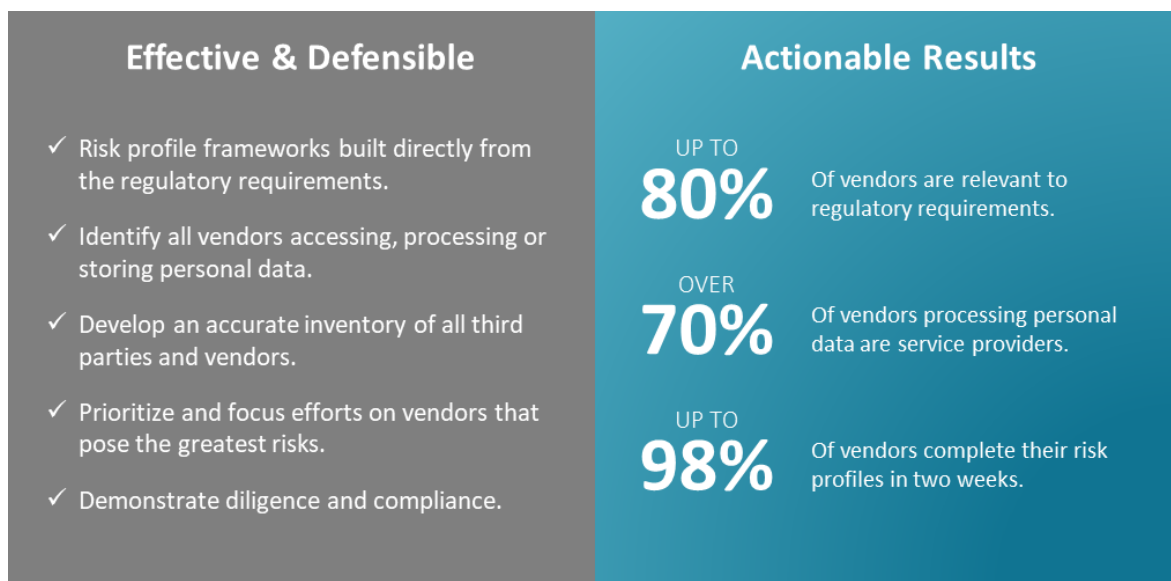 Effective & Defensible
✓ Risk profile frameworks built directly from
the regulatory requirements.
✓ Identify all vendors accessing, processing or
storing personal data.
✓ Develop an accurate inventory of all third
parties and vendors.
✓ Prioritize and focus efforts on vendors that
pose the greatest risks.
✓ Demonstrate diligence and compliance.
Actionable Results
UP TO
80%
Of vendors are relevant to
regulatory requirements.
OVER
70%
Of vendors processing personal
data are service providers.
UP TO
98%
Of vendors complete their risk
profiles in two weeks.